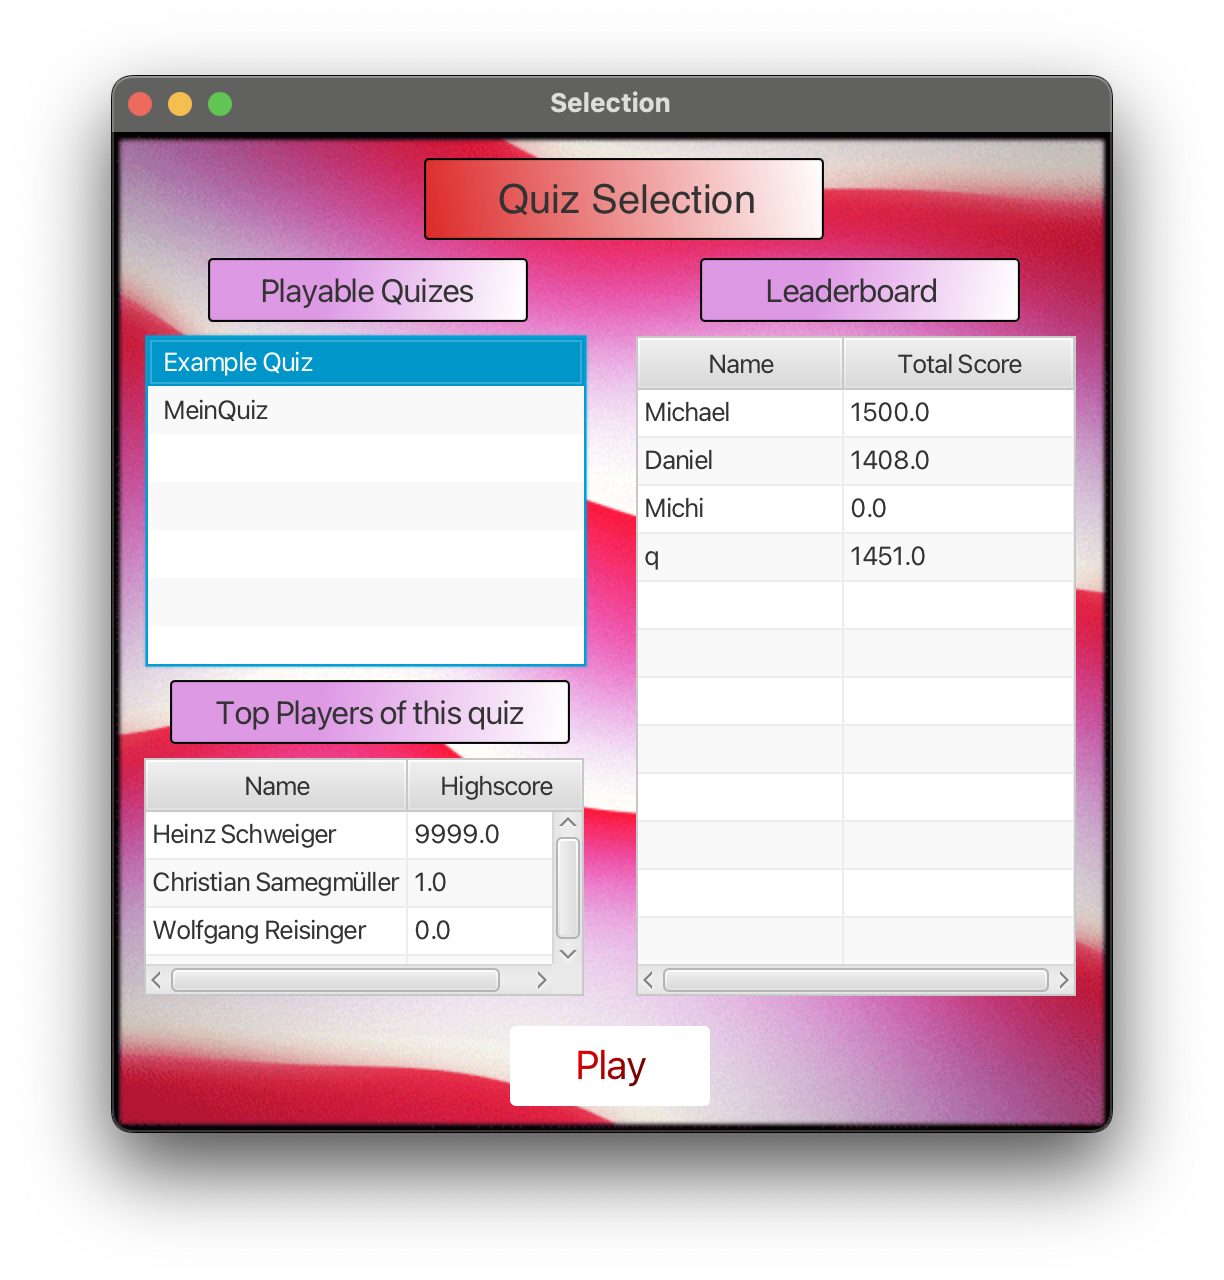 Selection
Quiz Selection
Playable Quizes
Example Quiz
MeinQuiz
Top Players of this quiz
Name Highscore
Heinz Schweiger 9999.0
Christian Samegmüller 1.0
Wolfgang Reisinger 0.0
Leaderboard
Name Total Score
Michael 1500.0
Daniel 1408.0
Michi 0.0
q 1451.0
Play